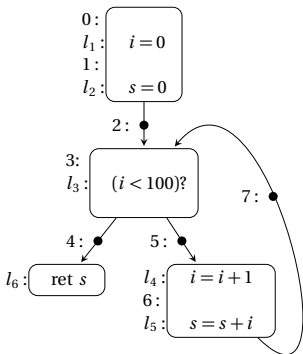 0:
l₁: i = 0
1:
l₂: s = 0
2:
3:
l₃: (i < 100)?
7:
4: 5:
l₆: ret s
l₄: i = i + 1
6:
l₅: s = s + i